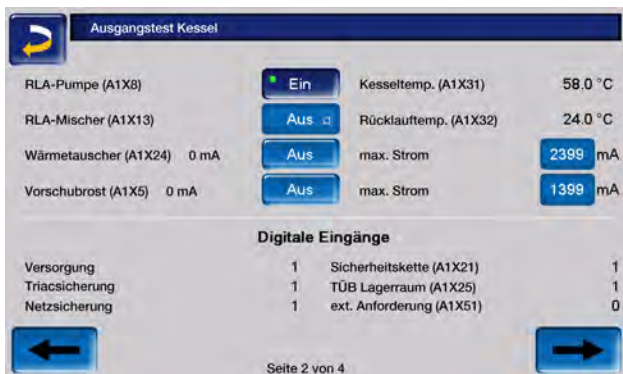 Ausgangstest Kessel
RLA-Pumpe (A1X8) Ein Kesseltemp. (A1X31) 58.0 °C
RLA-Mischer (A1X13) Aus Rücklauftemp. (A1X32) 24.0 °C
Wärmetauscher (A1X24) 0 mA Aus max. Strom 2399 mA
Vorschubrost (A1X5) 0 mA Aus max. Strom 1399 mA
Digitale Eingänge
Versorgung 1 Sicherheitskette (A1X21) 1
Triacsicherung 1 TÜB Lagerraum (A1X25) 1
Netzsicherung 1 ext. Anforderung (A1X51) 0
Seite 2 von 4